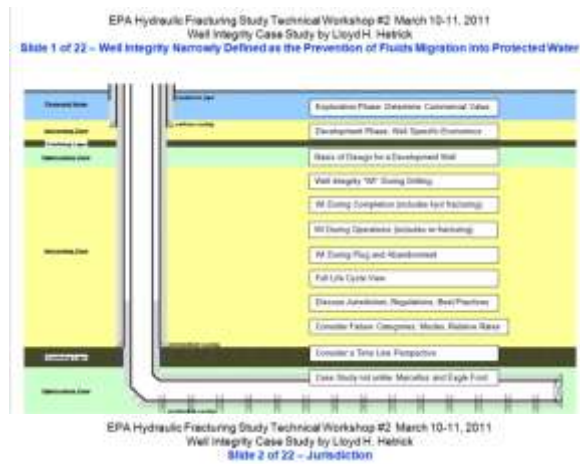 EPA Hydraulic Fracturing Study Technical Workshop #2 March 10-11, 2011
Well Integrity Case Study by Lloyd H. Hetrick
Slide 1 of 22 – Well Integrity Narrowly Defined as the Prevention of Fluids Migration into Protected Water
Exploration Phase: Determine Commercial Value
Development Phase: Well Specific Economics
Basis of Design for a Development Well
Well Integrity "WI" During Drilling
WI During Completion (includes hyd fracturing)
WI During Operations (includes re-fracturing)
WI During Plug and Abandonment
Full Life Cycle View
Discuss Jurisdiction, Regulations, Best Practices
Consider Failure Categories, Modes, Relative Rates
Consider a Time Line Perspective
Case Study not unlike Marcellus and Eagle Ford
EPA Hydraulic Fracturing Study Technical Workshop #2 March 10-11, 2011
Well Integrity Case Study by Lloyd H. Hetrick
Slide 2 of 22 – Jurisdiction